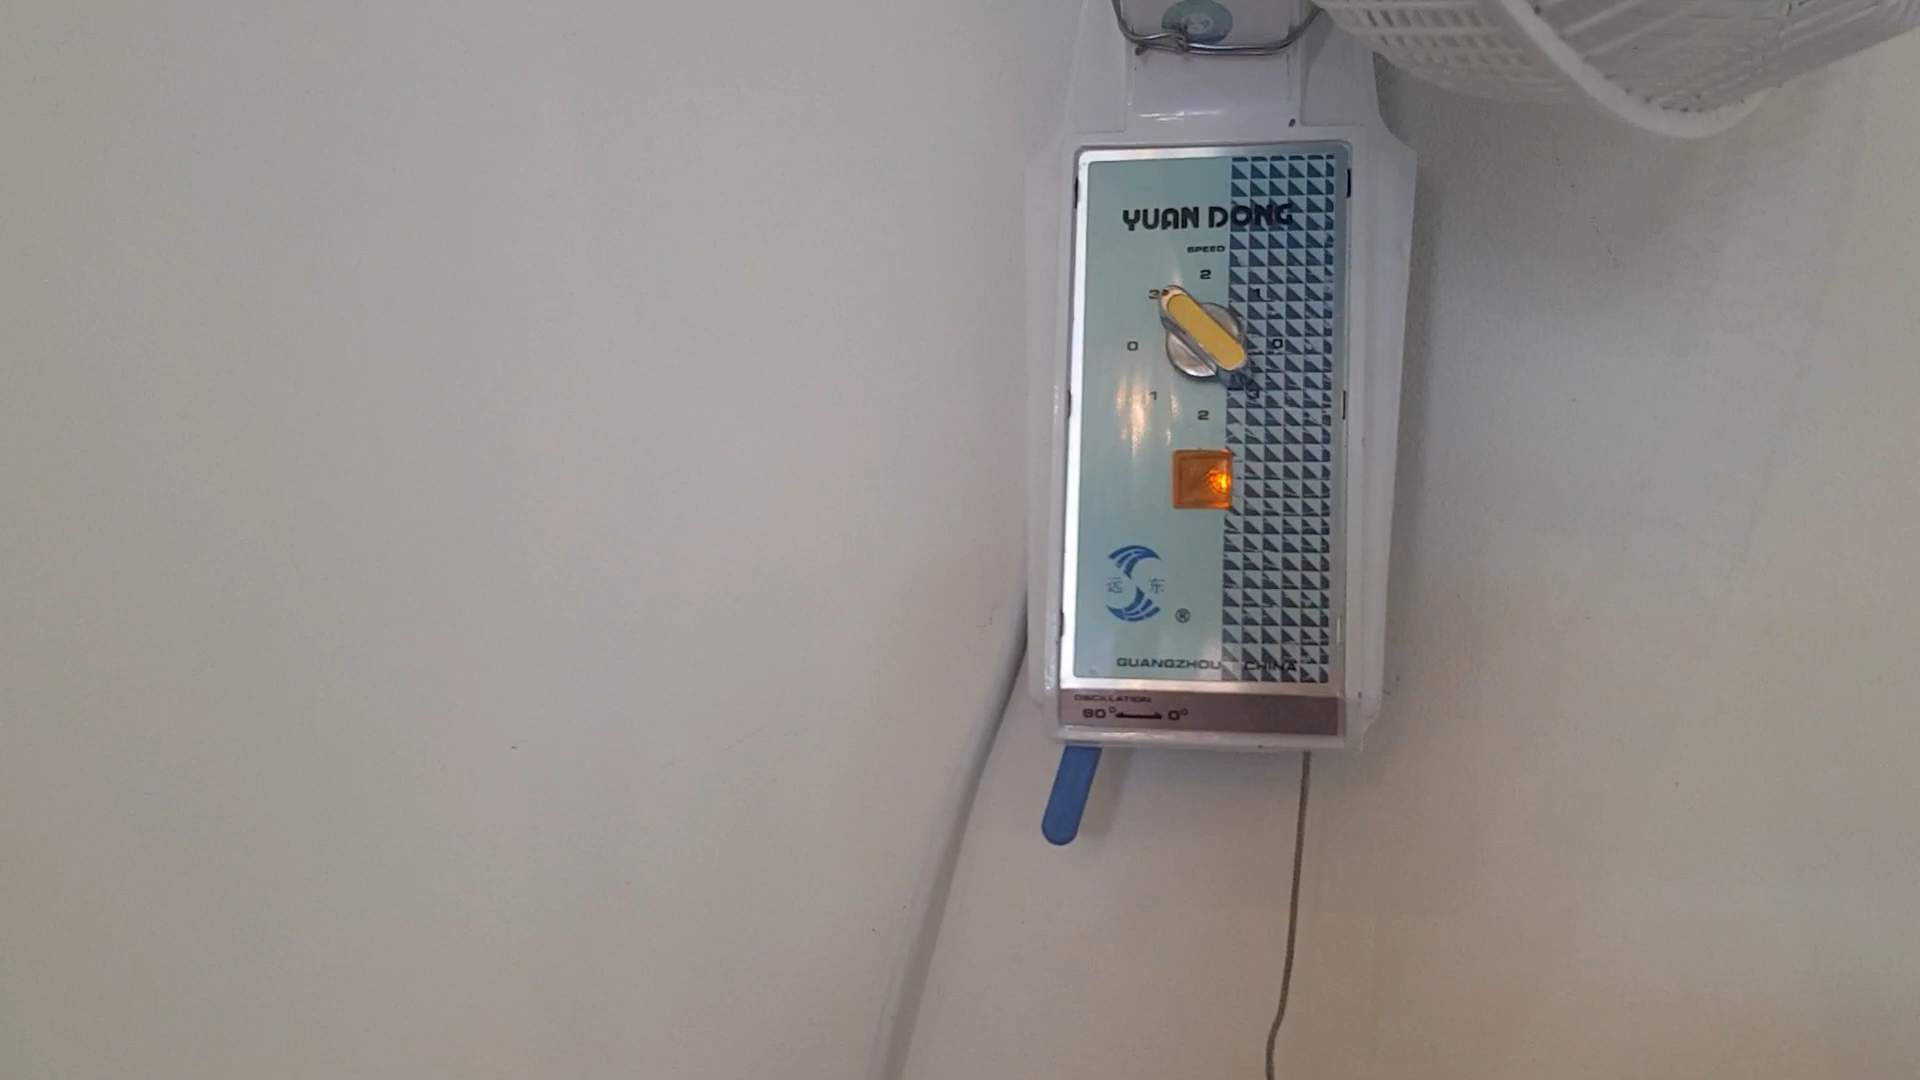 YUAN DONG
SPEED
2
3 1
0 0
1 3
2
远 东
®
GUANGZHOU CHINA
OSCILLATION
90° 0°